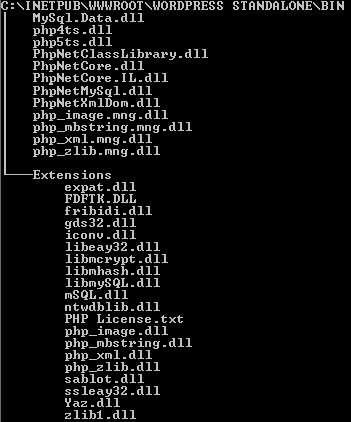 C:\INETPUB\WWWROOT\WORDPRESS STANDALONE\BIN
MySql.Data.dll
php4ts.dll
php5ts.dll
PhpNetClassLibrary.dll
PhpNetCore.dll
PhpNetCore.IL.dll
PhpNetMySql.dll
PhpNetXmlDom.dll
php_image.mng.dll
php_mbstring.mng.dll
php_xml.mng.dll
php_zlib.mng.dll
Extensions
expat.dll
FDFTK.DLL
fribidi.dll
gds32.dll
iconv.dll
libeay32.dll
libmcrypt.dll
libmhash.dll
libmySQL.dll
mSQL.dll
ntwdblib.dll
PHP License.txt
php_image.dll
php_mbstring.dll
php_xml.dll
php_zlib.dll
sablot.dll
ssleay32.dll
Yaz.dll
zlib1.dll